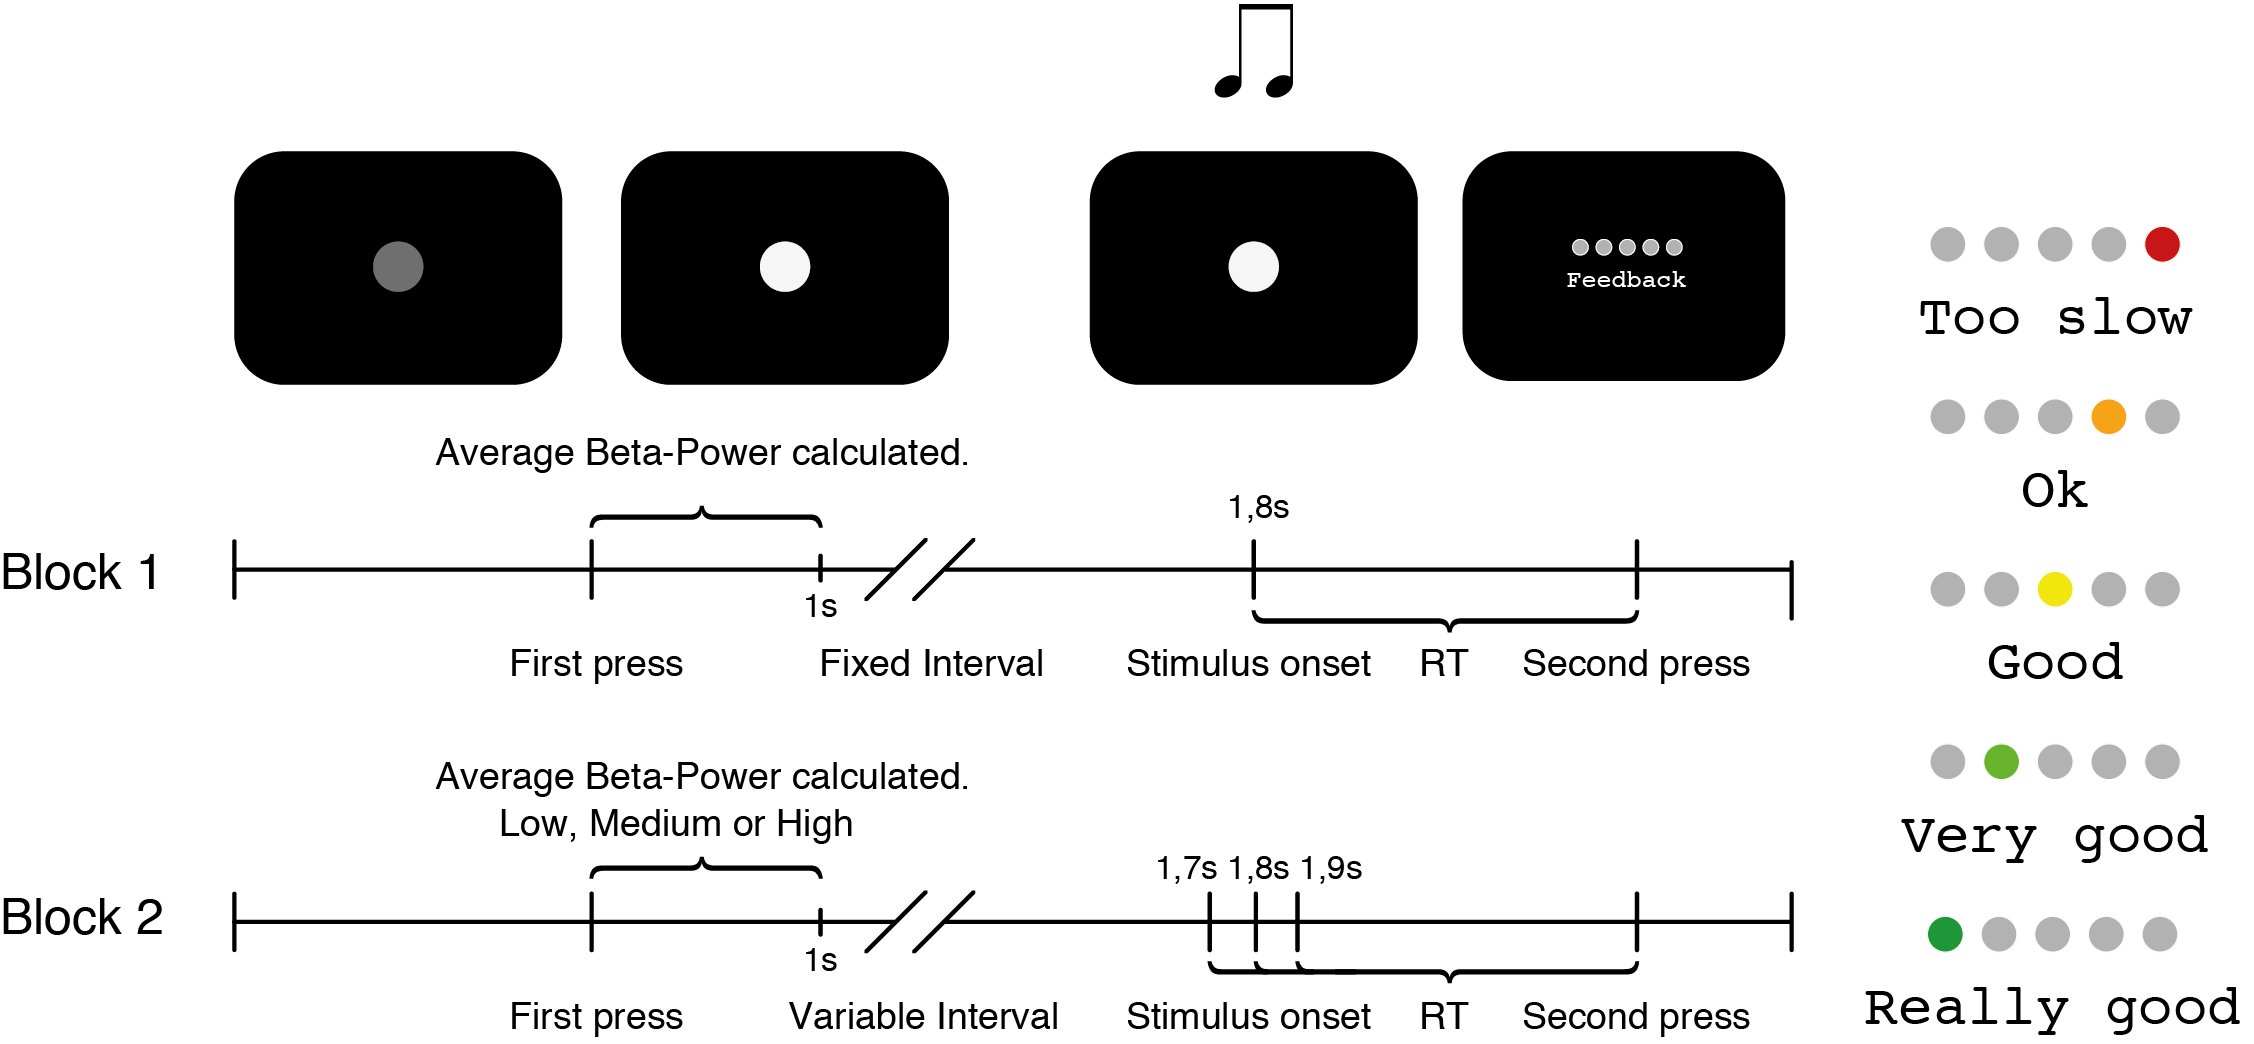 Feedback
Too slow
Ok
Good
Very good
Really good
Average Beta-Power calculated.
1,8s
Block 1
1s
First press Fixed Interval Stimulus onset RT Second press
Average Beta-Power calculated.
Low, Medium or High
1,7s 1,8s 1,9s
Block 2
1s
First press Variable Interval Stimulus onset RT Second press